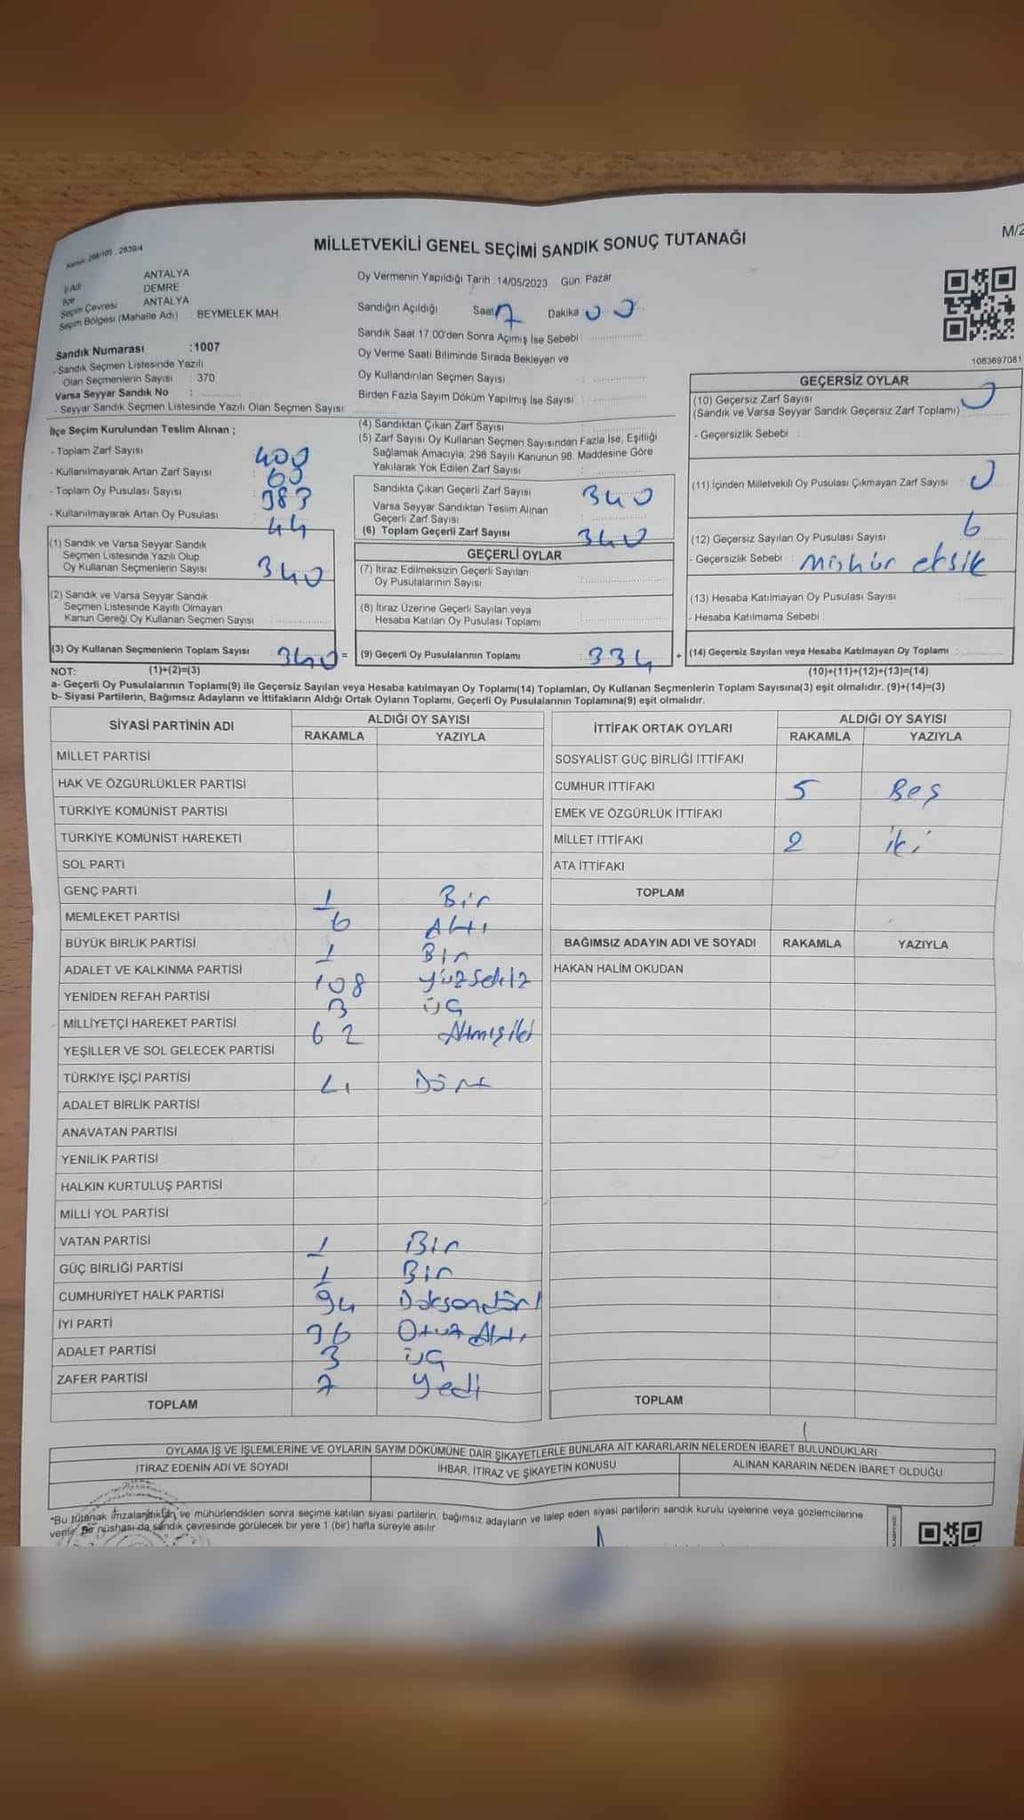 MİLLETVEKİLİ GENEL SEÇİMİ SANDIK SONUÇ TUTANAĞI
M/2
Kanun: 298/105 , 2839/4
İl Adı ANTALYA
İlçe DEMRE
Seçim Çevresi ANTALYA
Seçim Bölgesi (Mahalle Adı) : BEYMELEK MAH
Sandık Numarası :1007
- Sandık Seçmen Listesinde Yazılı
Olan Seçmenlerin Sayısı : 370
Varsa Seyyar Sandık No :
- Seyyar Sandık Seçmen Listesinde Yazılı Olan Seçmen Sayısı:
Oy Vermenin Yapıldığı Tarih :14/05/2023 Gün: Pazar
Sandığın Açıldığı Saat 7 Dakika 00
Sandık Saat 17:00'den Sonra Açılmış İse Sebebi :
Oy Verme Saati Bitiminde Sırada Bekleyen ve
Oy Kullandırılan Seçmen Sayısı :
Birden Fazla Sayım Döküm Yapılmış İse Sayısı :
1083697081
İlçe Seçim Kurulundan Teslim Alınan ;
- Toplam Zarf Sayısı : 400
- Kullanılmayarak Artan Zarf Sayısı : 60
- Toplam Oy Pusulası Sayısı : 383
- Kullanılmayarak Artan Oy Pusulası : 44
(1) Sandık ve Varsa Seyyar Sandık
Seçmen Listesinde Yazılı Olup
Oy Kullanan Seçmenlerin Sayısı : 340
(2) Sandık ve Varsa Seyyar Sandık
Seçmen Listesinde Kayıtlı Olmayan
Kanun Gereği Oy Kullanan Seçmen Sayısı :
(3) Oy Kullanan Seçmenlerin Toplam Sayısı 340 =
(4) Sandıktan Çıkan Zarf Sayısı :
(5) Zarf Sayısı Oy Kullanan Seçmen Sayısından Fazla İse, Eşitliği
Sağlamak Amacıyla, 298 Sayılı Kanunun 98. Maddesine Göre
Yakılarak Yok Edilen Zarf Sayısı :
Sandıkta Çıkan Geçerli Zarf Sayısı : 340
Varsa Seyyar Sandıktan Teslim Alınan
Geçerli Zarf Sayısı :
(6) Toplam Geçerli Zarf Sayısı : 340
GEÇERLİ OYLAR
(7) İtiraz Edilmeksizin Geçerli Sayılan
Oy Pusulalarının Sayısı :
(8) İtiraz Üzerine Geçerli Sayılan veya
Hesaba Katılan Oy Pusulası Toplamı :
(9) Geçerli Oy Pusulalarının Toplamı : 334 +
GEÇERSİZ OYLAR
(10) Geçersiz Zarf Sayısı 0
(Sandık ve Varsa Seyyar Sandık Geçersiz Zarf Toplamı) :
- Geçersizlik Sebebi :
(11) İçinden Milletvekili Oy Pusulası Çıkmayan Zarf Sayısı : 0
(12) Geçersiz Sayılan Oy Pusulası Sayısı : 6
- Geçersizlik Sebebi : Mühür eksik
(13) Hesaba Katılmayan Oy Pusulası Sayısı :
- Hesaba Katılmama Sebebi :
(14) Geçersiz Sayılan veya Hesaba Katılmayan Oy Toplamı :
NOT: (1)+(2)=(3) (10)+(11)+(12)+(13)=(14)
a- Geçerli Oy Pusulalarının Toplamı(9) ile Geçersiz Sayılan veya Hesaba katılmayan Oy Toplamı(14) Toplamları, Oy Kullanan Seçmenlerin Toplam Sayısına(3) eşit olmalıdır. (9)+(14)=(3)
b- Siyasi Partilerin, Bağımsız Adayların ve İttifakların Aldığı Ortak Oyların Toplamı, Geçerli Oy Pusulalarının Toplamına(9) eşit olmalıdır.
SİYASİ PARTİNİN ADI ALDIĞI OY SAYISI
RAKAMLA YAZIYLA
MİLLET PARTİSİ
HAK VE ÖZGÜRLÜKLER PARTİSİ
TÜRKİYE KOMÜNİST PARTİSİ
TÜRKİYE KOMÜNİST HAREKETİ
SOL PARTİ
GENÇ PARTİ 1 Bir
MEMLEKET PARTİSİ 6 Altı
BÜYÜK BİRLİK PARTİSİ 1 Bir
ADALET VE KALKINMA PARTİSİ 108 Yüzsekiz
YENİDEN REFAH PARTİSİ 3 üç
MİLLİYETÇİ HAREKET PARTİSİ 62 Altmışiki
YEŞİLLER VE SOL GELECEK PARTİSİ
TÜRKİYE İŞÇİ PARTİSİ 4 Dört
ADALET BİRLİK PARTİSİ
ANAVATAN PARTİSİ
YENİLİK PARTİSİ
HALKIN KURTULUŞ PARTİSİ
MİLLİ YOL PARTİSİ
VATAN PARTİSİ 1 Bir
GÜÇ BİRLİĞİ PARTİSİ 1 Bir
CUMHURİYET HALK PARTİSİ 94 Doksandört
İYİ PARTİ 36 Otuz Altı
ADALET PARTİSİ 3 üç
ZAFER PARTİSİ 7 Yedi
TOPLAM
İTTİFAK ORTAK OYLARI ALDIĞI OY SAYISI
RAKAMLA YAZIYLA
SOSYALİST GÜÇ BİRLİĞİ İTTİFAKI
CUMHUR İTTİFAKI 5 Beş
EMEK VE ÖZGÜRLÜK İTTİFAKI
MİLLET İTTİFAKI 2 iki
ATA İTTİFAKI
TOPLAM
BAĞIMSIZ ADAYIN ADI VE SOYADI RAKAMLA YAZIYLA
HAKAN HALİM OKUDAN
TOPLAM
OYLAMA İŞ VE İŞLEMLERİNE VE OYLARIN SAYIM DÖKÜMÜNE DAİR ŞİKAYETLERLE BUNLARA AİT KARARLARIN NELERDEN İBARET BULUNDUKLARI
İTİRAZ EDENİN ADI VE SOYADI İHBAR, İTİRAZ VE ŞİKAYETİN KONUSU ALINAN KARARIN NEDEN İBARET OLDUĞU
"Bu tutanak imzalandıktan ve mühürlendikten sonra seçime katılan siyasi partilerin, bağımsız adayların ve talep eden siyasi partilerin sandık kurulu üyelerine veya gözlemcilerine
verilir. Bir nüshası da sandık çevresinde görülecek bir yere 1 (bir) hafta süreyle asılır.